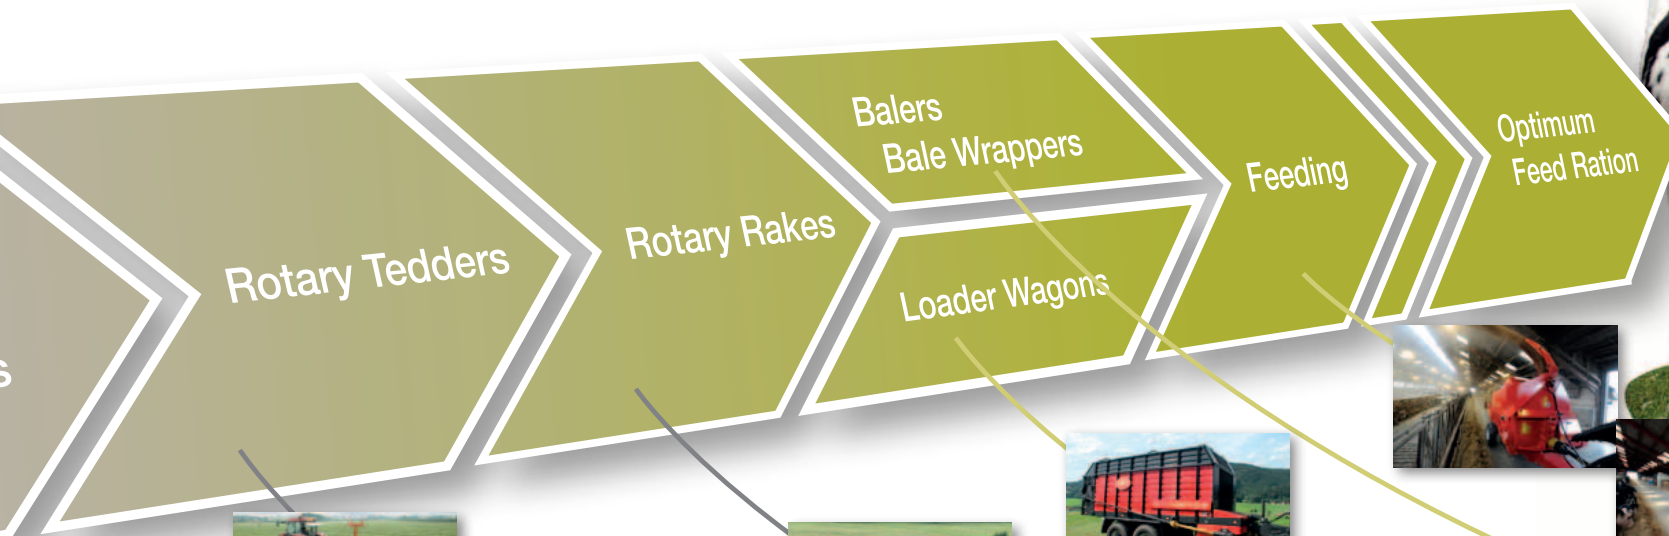 Rotary Tedders
Rotary Rakes
Balers
Bale Wrappers
Loader Wagons
Feeding
Optimum
Feed Ration